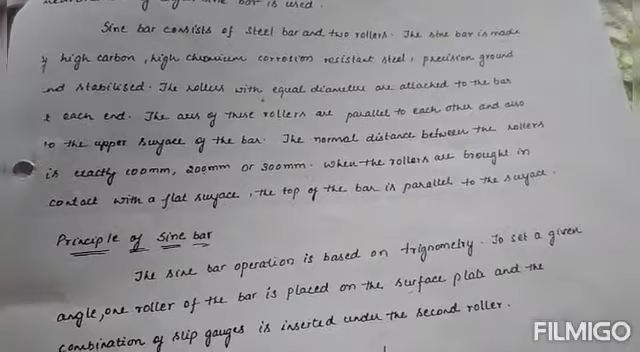 sine bar is used.
Sine bar consists of steel bar and two rollers. The sine bar is made
y high carbon, high chromium corrosion resistant steel, precision ground
and stabilised. The rollers with equal diameter are attached to the bar
t each end. The axes of these rollers are parallel to each other and also
to the upper surface of the bar. The normal distance between the rollers
is exactly 100mm, 200mm or 300mm. When the rollers are brought in
contact with a flat surface, the top of the bar is parallel to the surface.
Principle of Sine bar
The sine bar operation is based on trignometry. To set a given
angle, one roller of the bar is placed on the surface plate and the
combination of slip gauges is inserted under the second roller.
FILMIGO